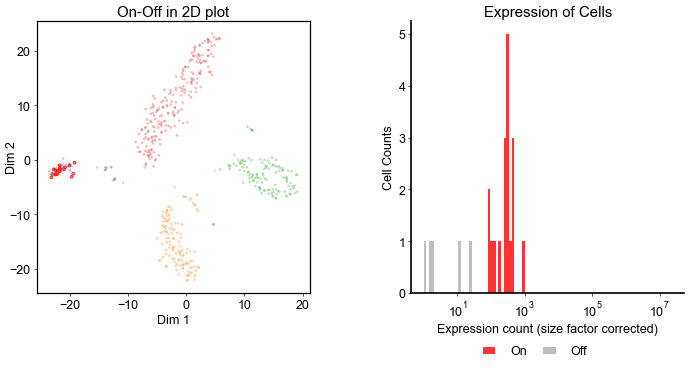 On-Off in 2D plot
Dim 2
20
10
0
−10
−20
−20 −10 0 10 20
Dim 1
Expression of Cells
Cell Counts
5
4
3
2
1
0
10^1 10^3 10^5 10^7
Expression count (size factor corrected)
On Off